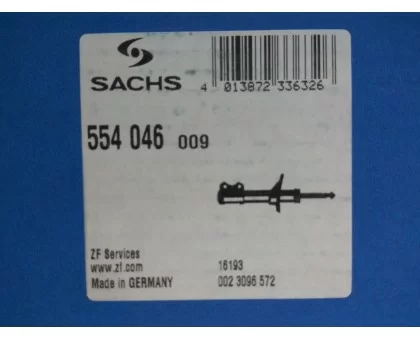 SACHS
4 013872 336326
554 046 009
ZF Services
www.zf.com 16193
Made in GERMANY 002 3096 572